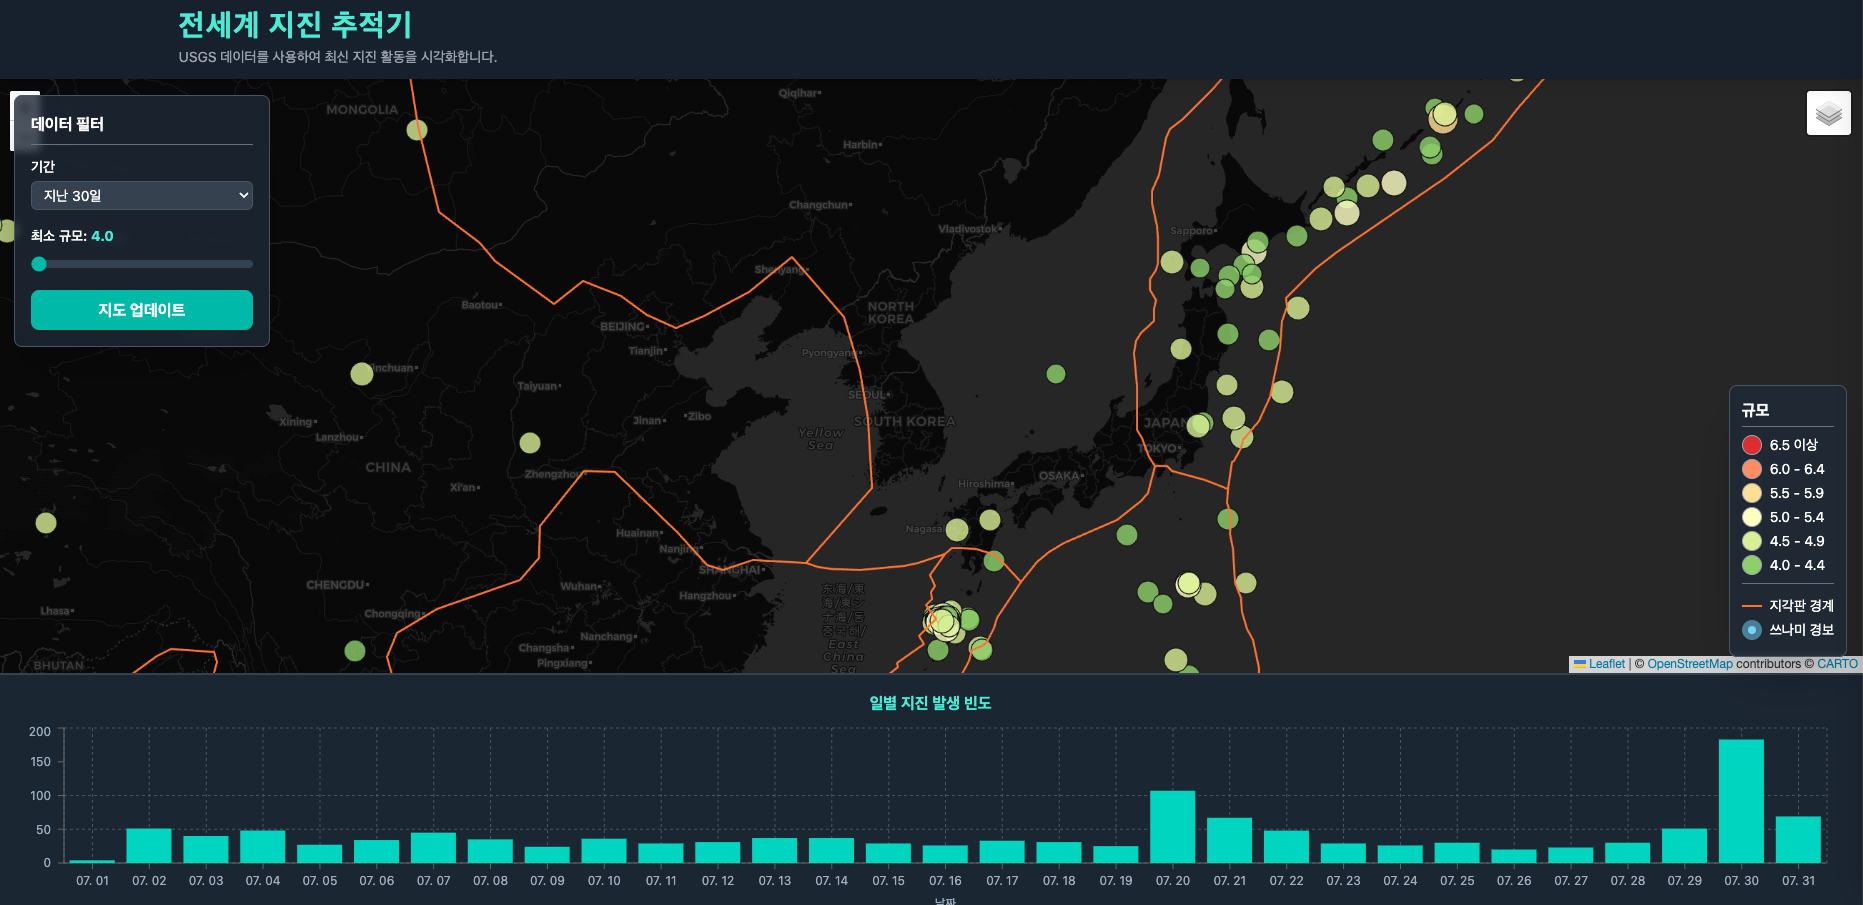 전세계 지진 추적기
USGS 데이터를 사용하여 최신 지진 활동을 시각화합니다.
데이터 필터
기간
지난 30일
최소 규모: 4.0
지도 업데이트
MONGOLIA
Qiqihar
Harbin
Changchun
Vladivostok
Sapporo
Shenyang
Baotou
BEIJING
NORTH
KOREA
Tianjin
Pyongyang
Yinchuan
Taiyuan
SEOUL
Jinan
Zibo
SOUTH KOREA
JAPAN
Xining
Lanzhou
Yellow
Sea
TOKYO
CHINA
Zhengzhou
OSAKA
Xi'an
Hiroshima
Huainan
Nanjing
SHANGHAI
CHENGDU
Wuhan
Hangzhou
东海/東
East
China
Sea
Lhasa
Chongqing
Nanchang
Changsha
Pingxiang
BHUTAN
규모
6.5 이상
6.0 - 6.4
5.5 - 5.9
5.0 - 5.4
4.5 - 4.9
4.0 - 4.4
지각판 경계
쓰나미 경보
Leaflet | © OpenStreetMap contributors © CARTO
일별 지진 발생 빈도
200
150
100
50
0
07. 01 07. 02 07. 03 07. 04 07. 05 07. 06 07. 07 07. 08 07. 09 07. 10 07. 11 07. 12 07. 13 07. 14 07. 15 07. 16 07. 17 07. 18 07. 19 07. 20 07. 21 07. 22 07. 23 07. 24 07. 25 07. 26 07. 27 07. 28 07. 29 07. 30 07. 31
날짜